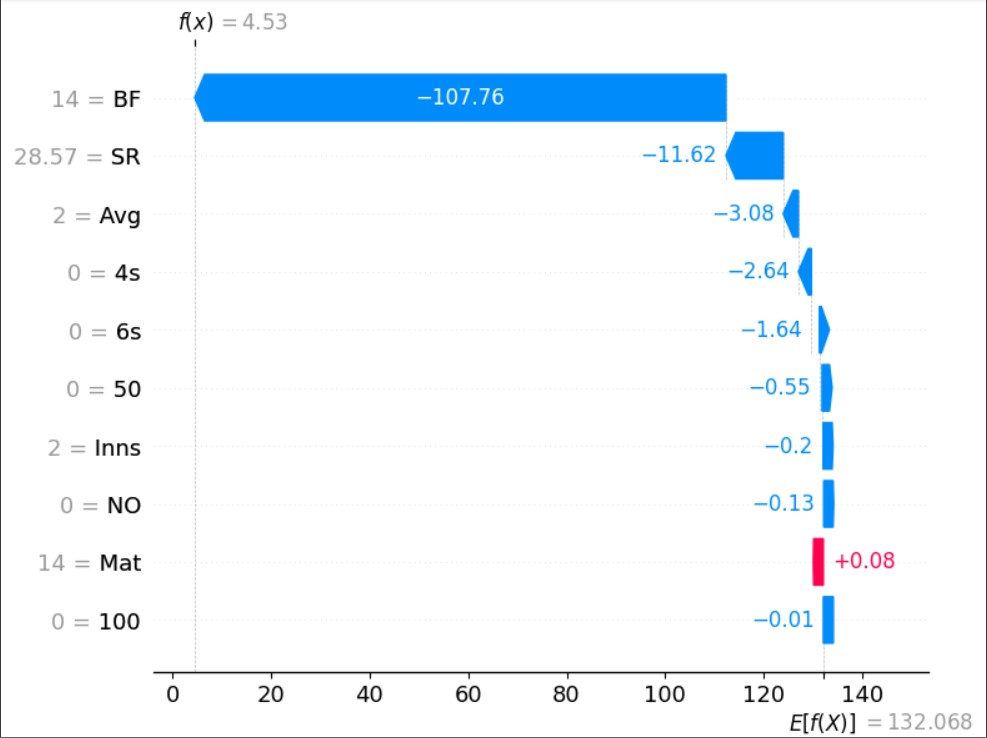 f(x) = 4.53
14 = BF −107.76
28.57 = SR −11.62
2 = Avg −3.08
0 = 4s −2.64
0 = 6s −1.64
0 = 50 −0.55
2 = Inns −0.2
0 = NO −0.13
14 = Mat +0.08
0 = 100 −0.01
0 20 40 60 80 100 120 140
E[f(X)] = 132.068